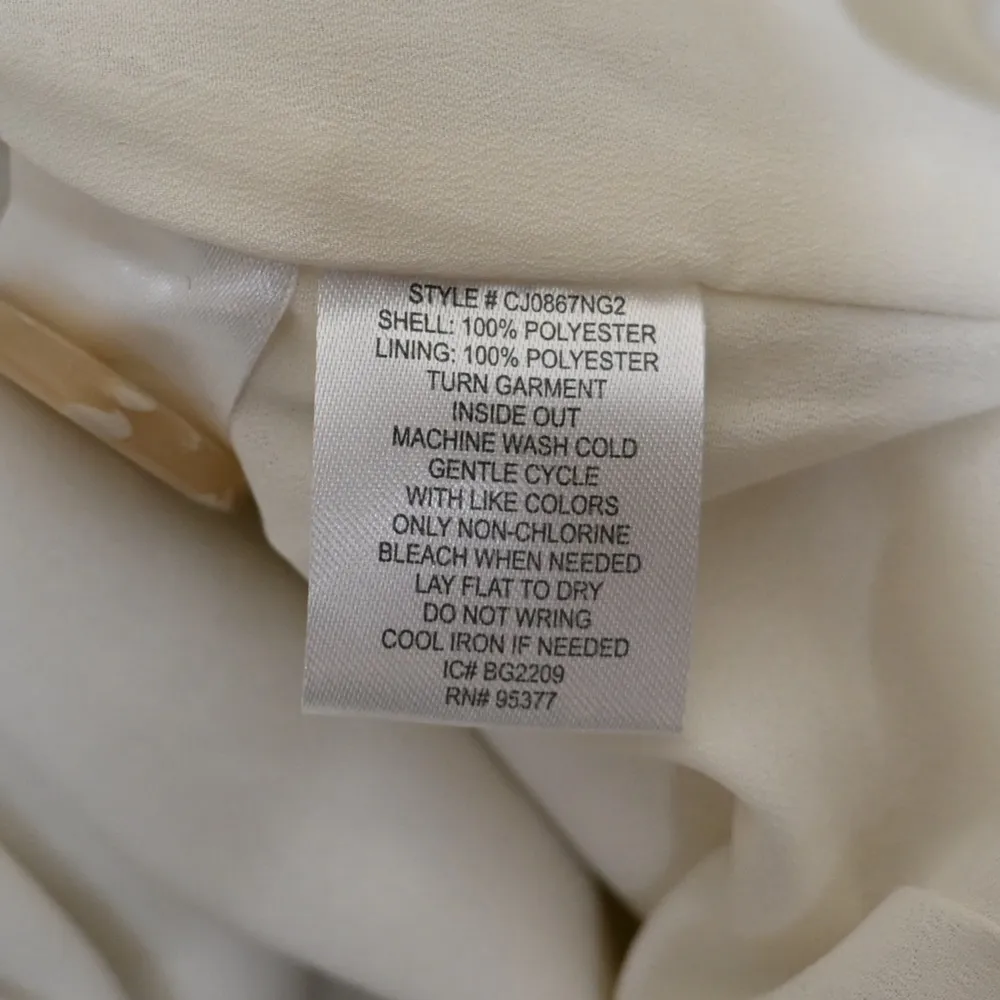 STYLE # CJ0867NG2
SHELL: 100% POLYESTER
LINING: 100% POLYESTER
TURN GARMENT
INSIDE OUT
MACHINE WASH COLD
GENTLE CYCLE
WITH LIKE COLORS
ONLY NON-CHLORINE
BLEACH WHEN NEEDED
LAY FLAT TO DRY
DO NOT WRING
COOL IRON IF NEEDED
IC# BG2209
RN# 95377